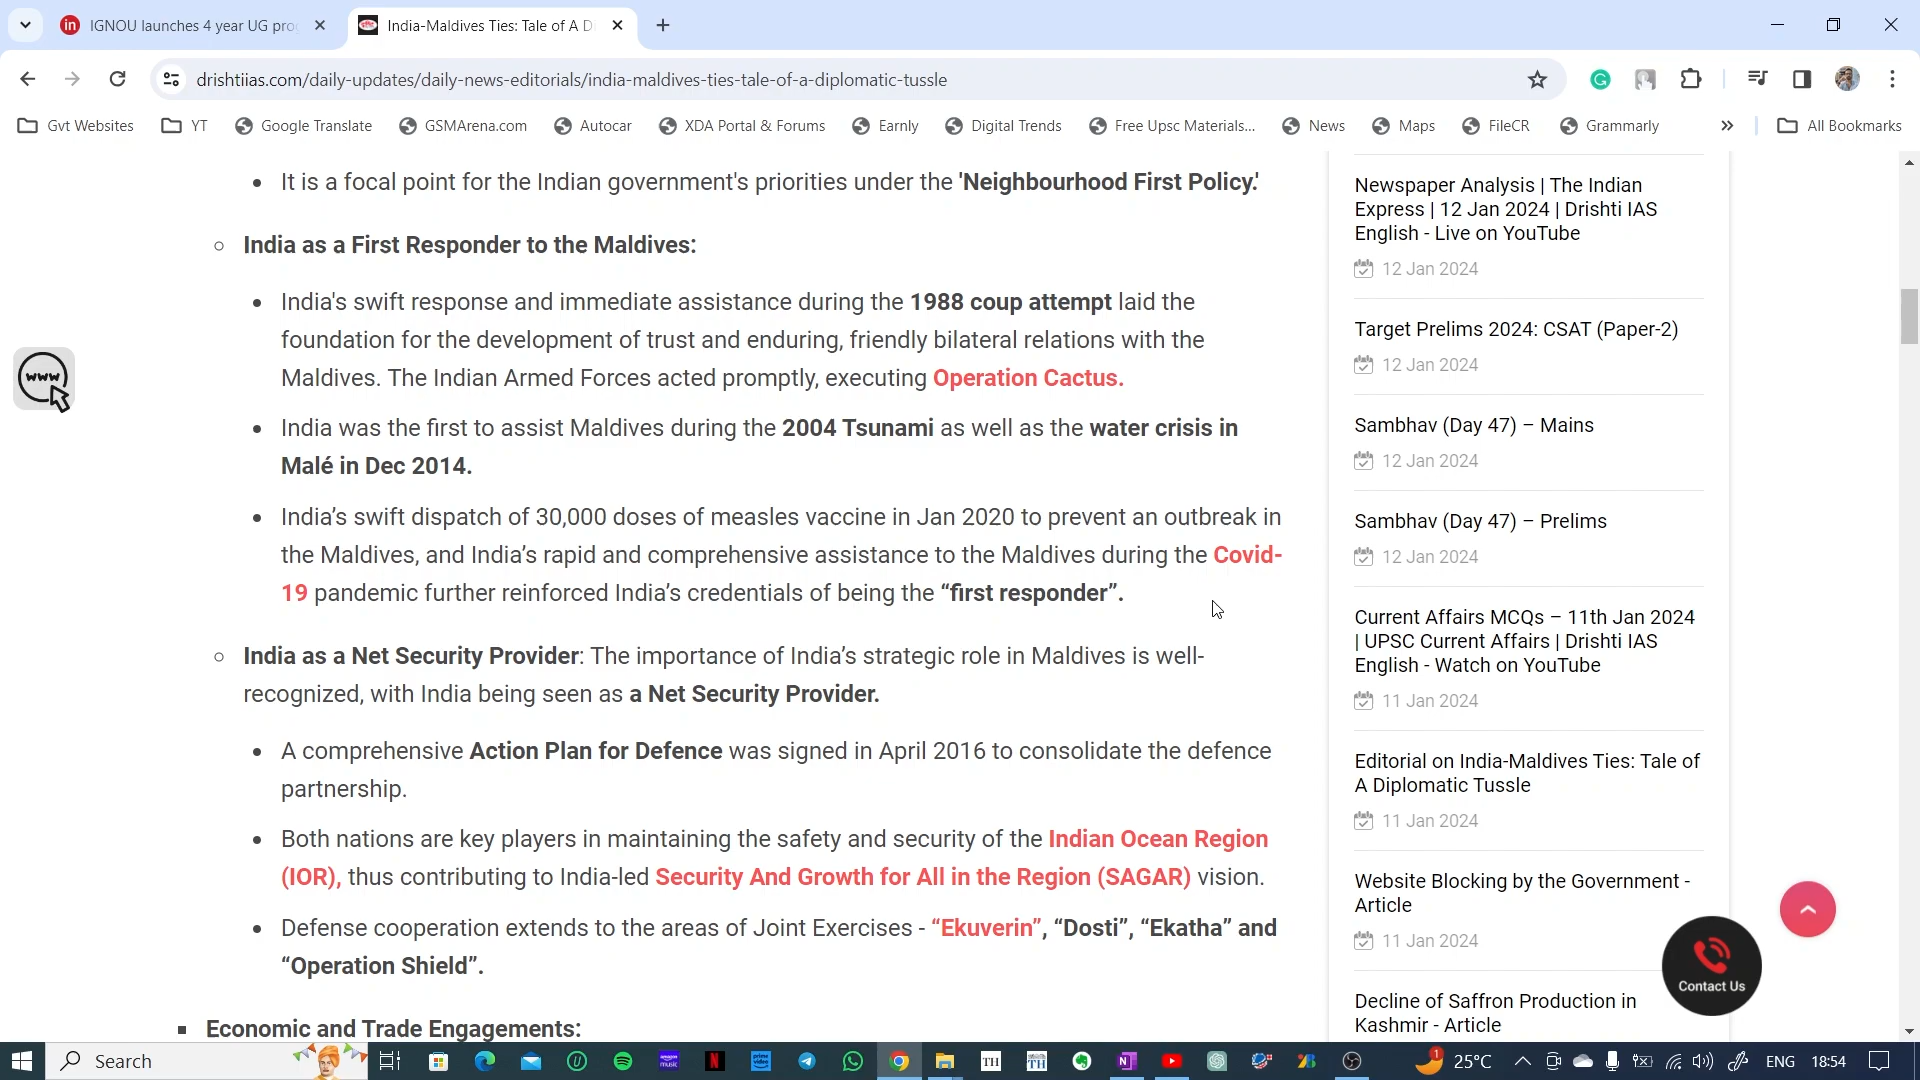 IGNOU launches 4 year UG pro
India-Maldives Ties: Tale of A D
drishtiias.com/daily-updates/daily-news-editorials/india-maldives-ties-tale-of-a-diplomatic-tussle
Gvt Websites
YT
Google Translate
GSMArena.com
Autocar
XDA Portal & Forums
Earnly
Digital Trends
Free Upsc Materials...
News
Maps
FileCR
Grammarly
All Bookmarks
• It is a focal point for the Indian government's priorities under the 'Neighbourhood First Policy.'
India as a First Responder to the Maldives:
• India's swift response and immediate assistance during the 1988 coup attempt laid the
foundation for the development of trust and enduring, friendly bilateral relations with the
Maldives. The Indian Armed Forces acted promptly, executing Operation Cactus.
• India was the first to assist Maldives during the 2004 Tsunami as well as the water crisis in
Malé in Dec 2014.
• India’s swift dispatch of 30,000 doses of measles vaccine in Jan 2020 to prevent an outbreak in
the Maldives, and India’s rapid and comprehensive assistance to the Maldives during the Covid-
19 pandemic further reinforced India’s credentials of being the “first responder”.
India as a Net Security Provider: The importance of India’s strategic role in Maldives is well-
recognized, with India being seen as a Net Security Provider.
• A comprehensive Action Plan for Defence was signed in April 2016 to consolidate the defence
partnership.
• Both nations are key players in maintaining the safety and security of the Indian Ocean Region
(IOR), thus contributing to India-led Security And Growth for All in the Region (SAGAR) vision.
• Defense cooperation extends to the areas of Joint Exercises - “Ekuverin”, “Dosti”, “Ekatha” and
“Operation Shield”.
Economic and Trade Engagements:
www
Newspaper Analysis | The Indian
Express | 12 Jan 2024 | Drishti IAS
English - Live on YouTube
12 Jan 2024
Target Prelims 2024: CSAT (Paper-2)
12 Jan 2024
Sambhav (Day 47) – Mains
12 Jan 2024
Sambhav (Day 47) – Prelims
12 Jan 2024
Current Affairs MCQs – 11th Jan 2024
| UPSC Current Affairs | Drishti IAS
English - Watch on YouTube
11 Jan 2024
Editorial on India-Maldives Ties: Tale of
A Diplomatic Tussle
11 Jan 2024
Website Blocking by the Government -
Article
11 Jan 2024
Decline of Saffron Production in
Kashmir - Article
Contact Us
Search
1
25°C
ENG
18:54